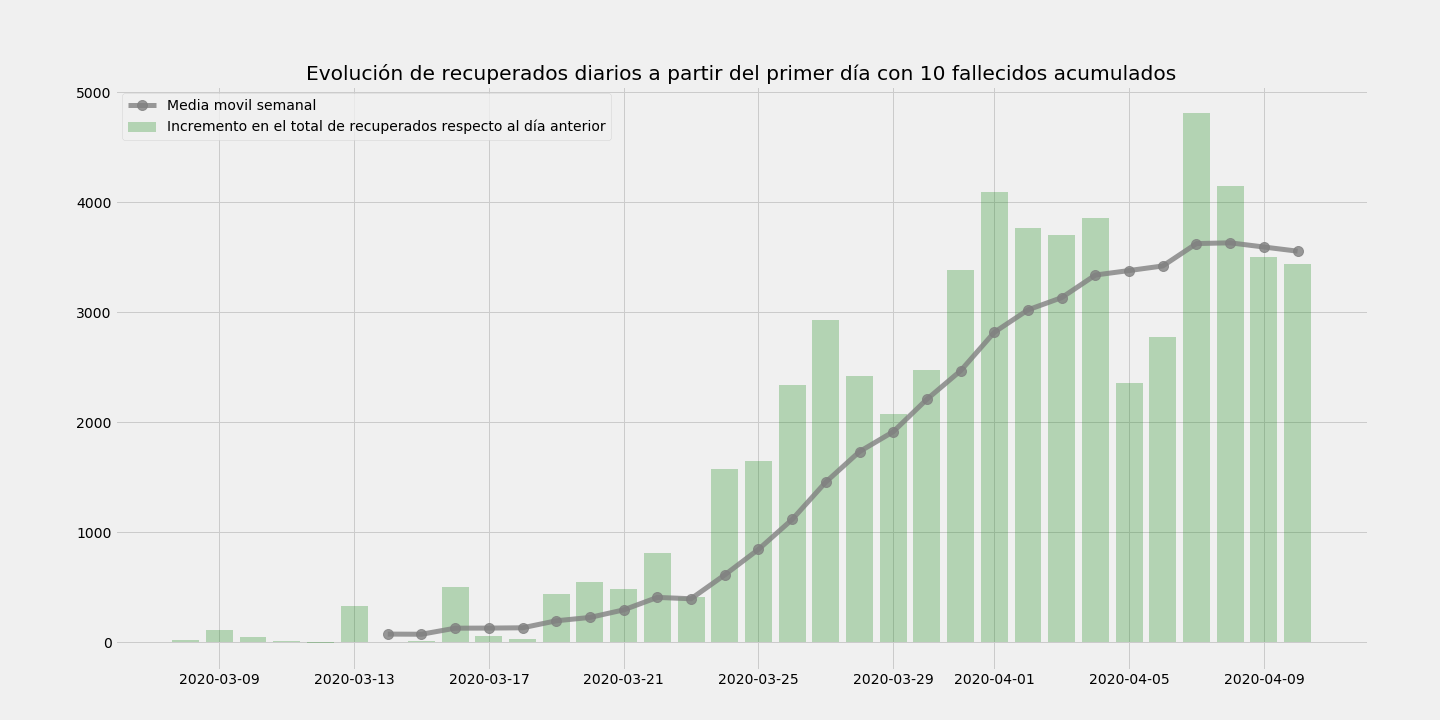 Evolución de recuperados diarios a partir del primer día con 10 fallecidos acumulados
Media movil semanal
Incremento en el total de recuperados respecto al día anterior
5000
4000
3000
2000
1000
0
2020-03-09 2020-03-13 2020-03-17 2020-03-21 2020-03-25 2020-03-29 2020-04-01 2020-04-05 2020-04-09